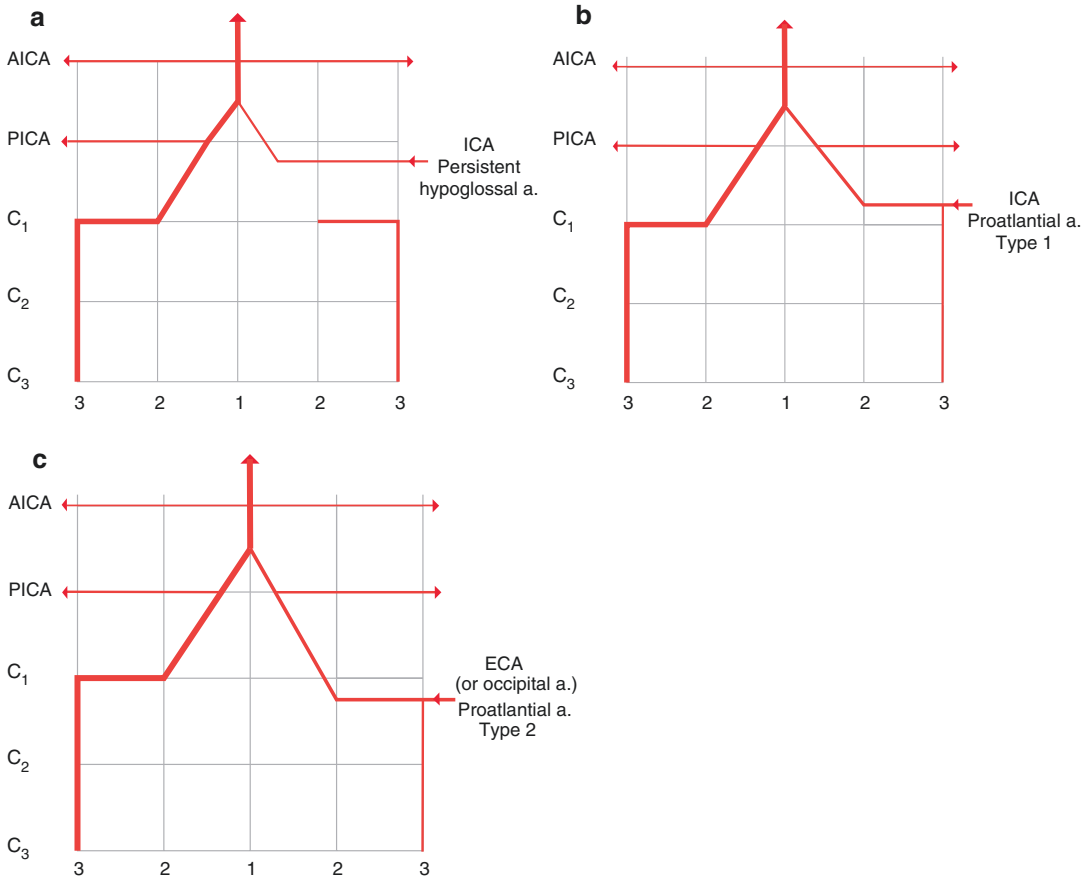 a
AICA
PICA
ICA
Persistent
hypoglossal a.
C1
C2
C3
3 2 1 2 3
b
AICA
PICA
ICA
Proatlantial a.
Type 1
C1
C2
C3
3 2 1 2 3
c
AICA
PICA
C1
ECA
(or occipital a.)
Proatlantial a.
Type 2
C2
C3
3 2 1 2 3